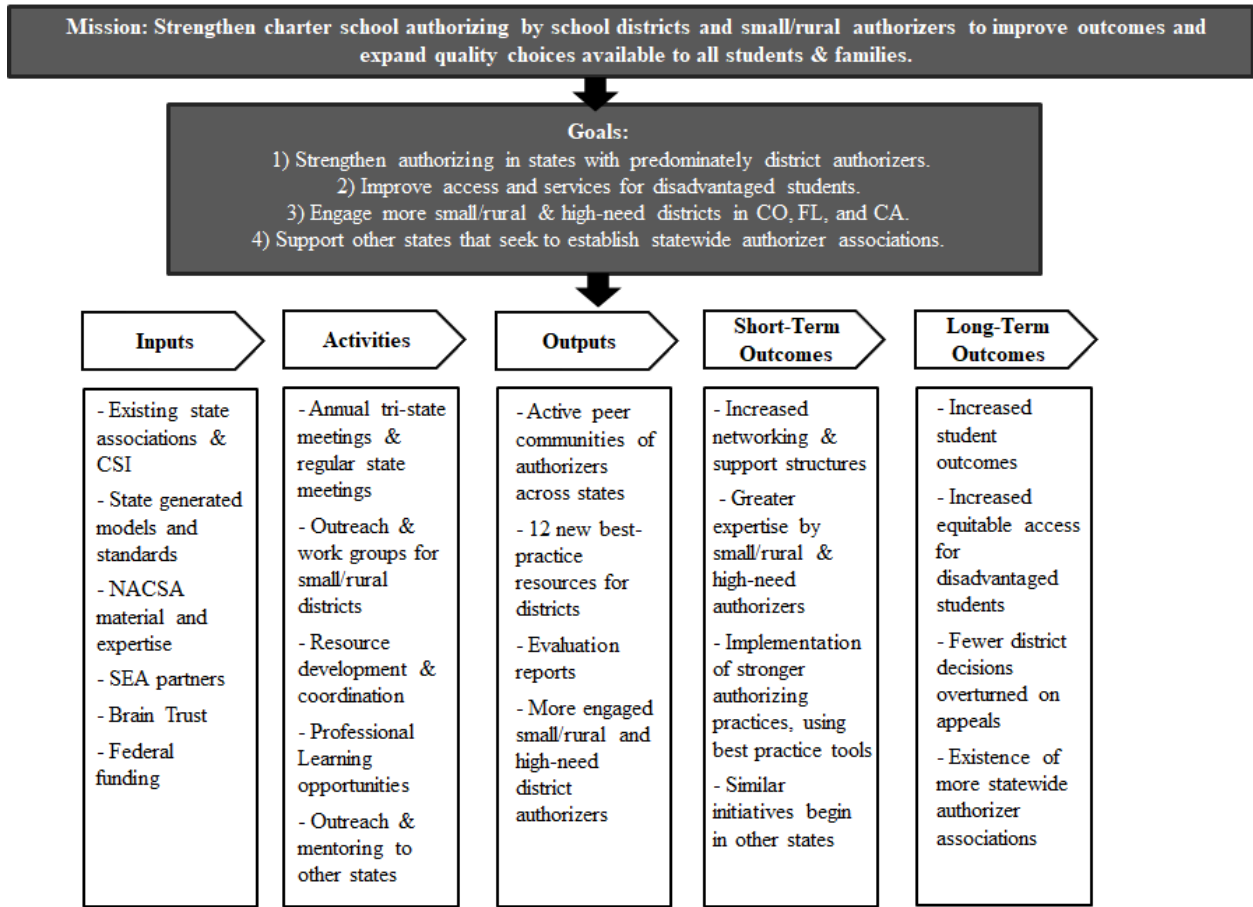 Mission: Strengthen charter school authorizing by school districts and small/rural authorizers to improve outcomes and
expand quality choices available to all students & families.
Goals:
1) Strengthen authorizing in states with predominately district authorizers.
2) Improve access and services for disadvantaged students.
3) Engage more small/rural & high-need districts in CO, FL, and CA.
4) Support other states that seek to establish statewide authorizer associations.
Inputs
- Existing state
associations &
CSI
- State generated
models and
standards
- NACSA
material and
expertise
- SEA partners
- Brain Trust
- Federal
funding
Activities
- Annual tri-state
meetings &
regular state
meetings
- Outreach &
work groups for
small/rural
districts
- Resource
development &
coordination
- Professional
Learning
opportunities
- Outreach &
mentoring to
other states
Outputs
- Active peer
communities of
authorizers
across states
- 12 new best-
practice
resources for
districts
- Evaluation
reports
- More engaged
small/rural and
high-need
district
authorizers
Short-Term
Outcomes
- Increased
networking &
support structures
- Greater
expertise by
small/rural &
high-need
authorizers
- Implementation
of stronger
authorizing
practices, using
best practice tools
- Similar
initiatives begin
in other states
Long-Term
Outcomes
- Increased
student
outcomes
- Increased
equitable access
for
disadvantaged
students
- Fewer district
decisions
overturned on
appeals
- Existence of
more statewide
authorizer
associations